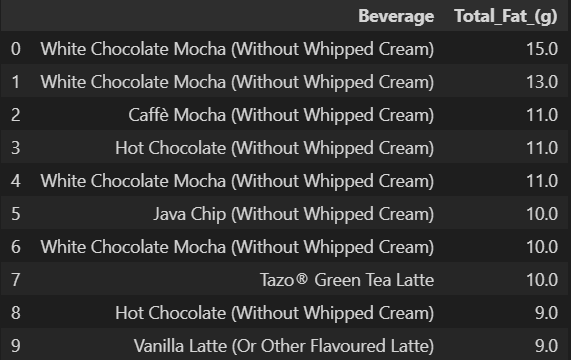 Beverage Total_Fat_(g)
0 White Chocolate Mocha (Without Whipped Cream) 15.0
1 White Chocolate Mocha (Without Whipped Cream) 13.0
2 Caffè Mocha (Without Whipped Cream) 11.0
3 Hot Chocolate (Without Whipped Cream) 11.0
4 White Chocolate Mocha (Without Whipped Cream) 11.0
5 Java Chip (Without Whipped Cream) 10.0
6 White Chocolate Mocha (Without Whipped Cream) 10.0
7 Tazo® Green Tea Latte 10.0
8 Hot Chocolate (Without Whipped Cream) 9.0
9 Vanilla Latte (Or Other Flavoured Latte) 9.0